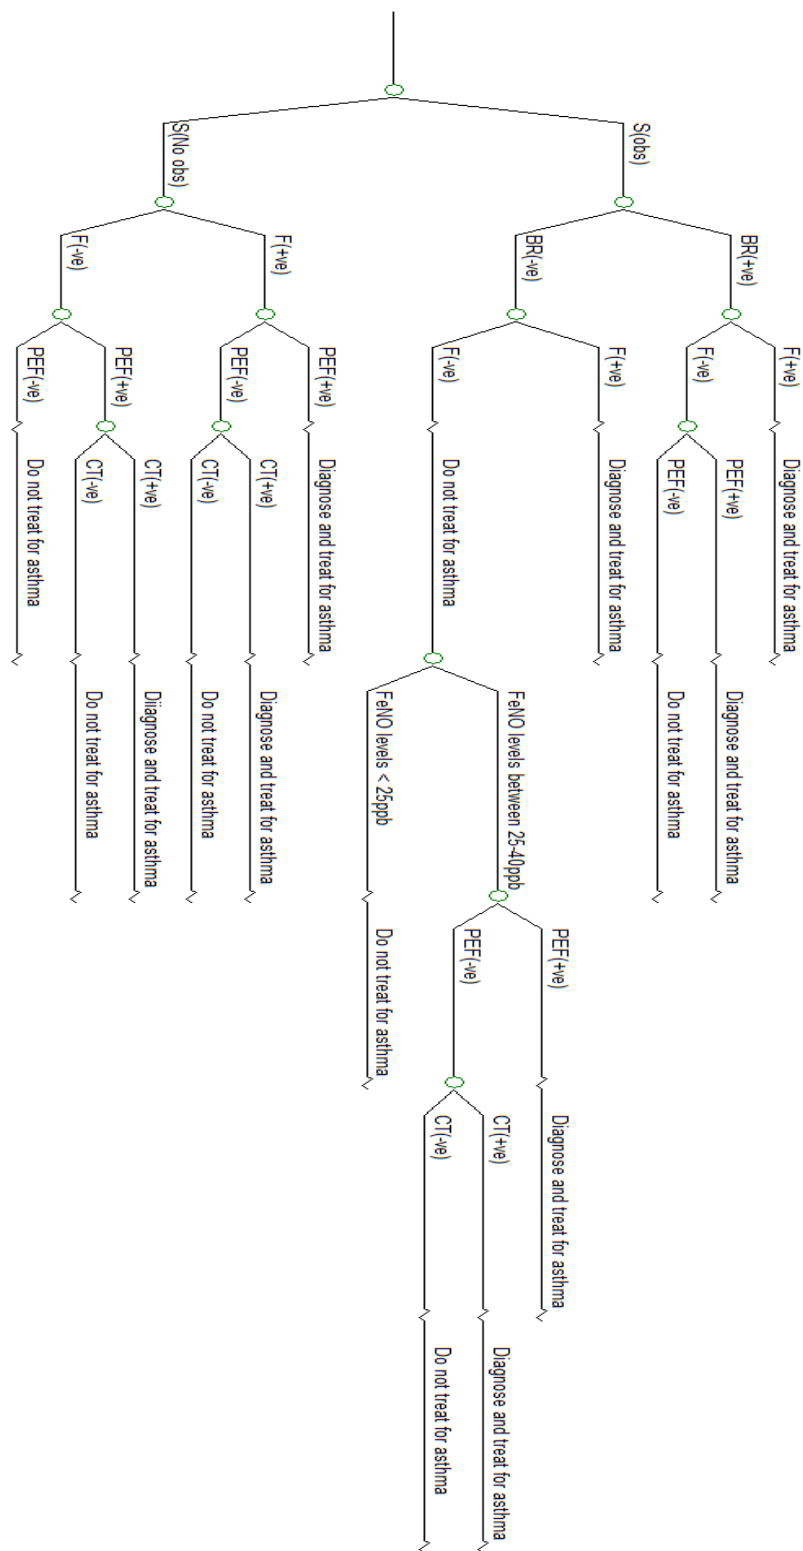 F(+ve)
Diagnose and treat for asthma
BR(+ve)
PEF(+ve)
Diagnose and treat for asthma
F(-ve)
PEF(-ve)
Do not treat for asthma
S(obs)
F(+ve)
Diagnose and treat for asthma
PEF(+ve)
Diagnose and treat for asthma
BR(-ve)
FeNO levels between 25-40ppb
CT(+ve)
Diagnose and treat for asthma
PEF(-ve)
F(-ve)
Do not treat for asthma
CT(-ve)
Do not treat for asthma
FeNO levels < 25ppb
Do not treat for asthma
PEF(+ve)
Diagnose and treat for asthma
F(+ve)
CT(+ve)
Diagnose and treat for asthma
PEF(-ve)
CT(-ve)
Do not treat for asthma
S(No obs)
CT(+ve)
Diiagnose and treat for asthma
PEF(+ve)
CT(-ve)
Do not treat for asthma
F(-ve)
PEF(-ve)
Do not treat for asthma